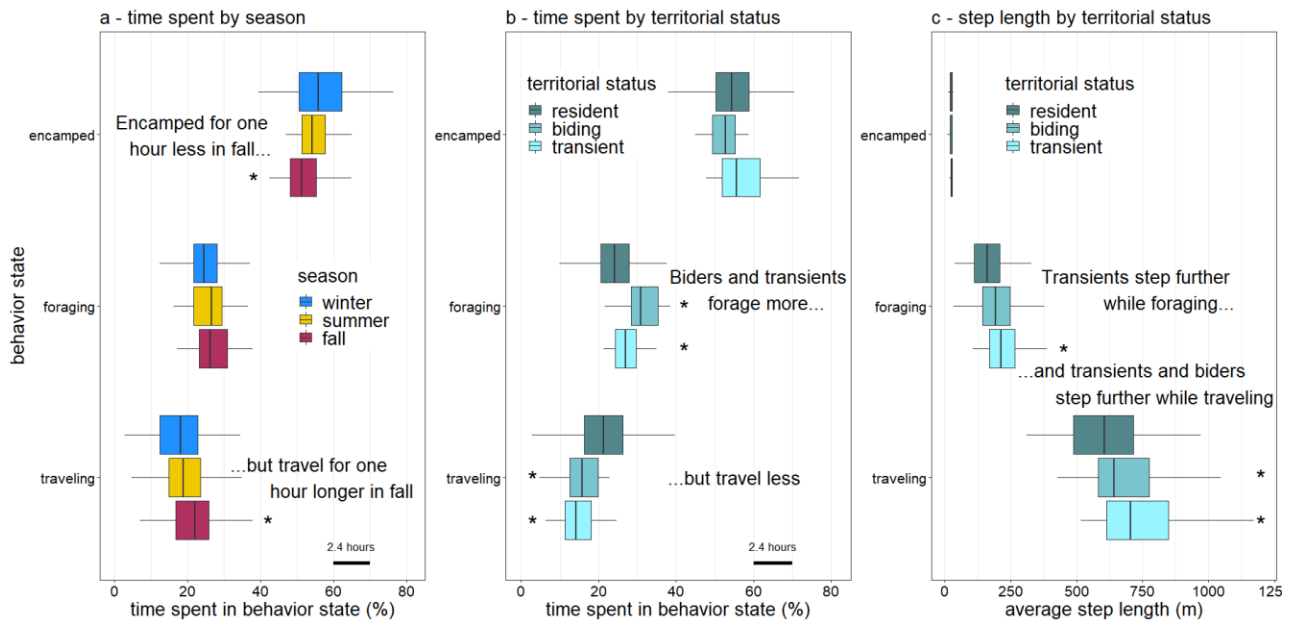 a - time spent by season
b - time spent by territorial status
c - step length by territorial status
behavior state
encamped
foraging
traveling
Encamped for one
hour less in fall...
*
season
winter
summer
fall
...but travel for one
hour longer in fall
*
2.4 hours
0 20 40 60 80
time spent in behavior state (%)
territorial status
resident
biding
transient
encamped
foraging
traveling
Biders and transients
forage more...
*
*
...but travel less
*
*
2.4 hours
0 20 40 60 80
time spent in behavior state (%)
territorial status
resident
biding
transient
encamped
foraging
traveling
Transients step further
while foraging...
*
...and transients and biders
step further while traveling
*
*
0 250 500 750 1000 125
average step length (m)